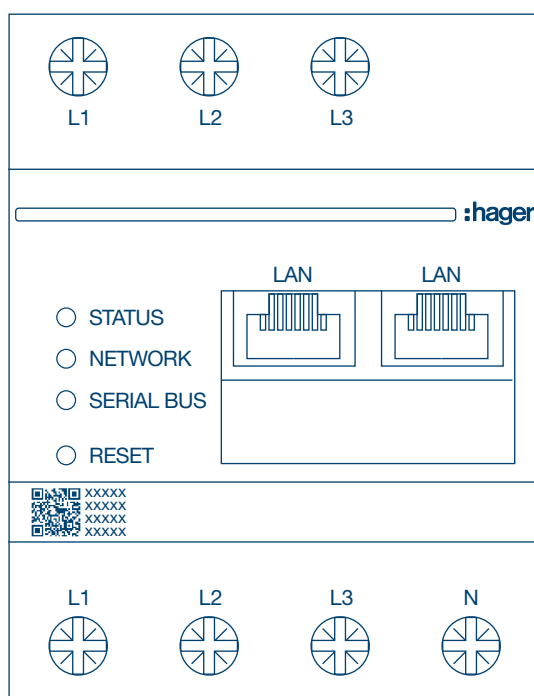 L1 L2 L3
:hager
LAN LAN
STATUS
NETWORK
SERIAL BUS
RESET
XXXXX
XXXXX
XXXXX
XXXXX
L1 L2 L3 N